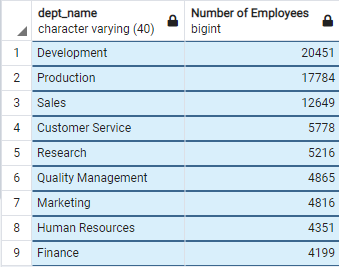 dept_name Number of Employees
character varying (40) bigint
1 Development 20451
2 Production 17784
3 Sales 12649
4 Customer Service 5778
5 Research 5216
6 Quality Management 4865
7 Marketing 4816
8 Human Resources 4351
9 Finance 4199